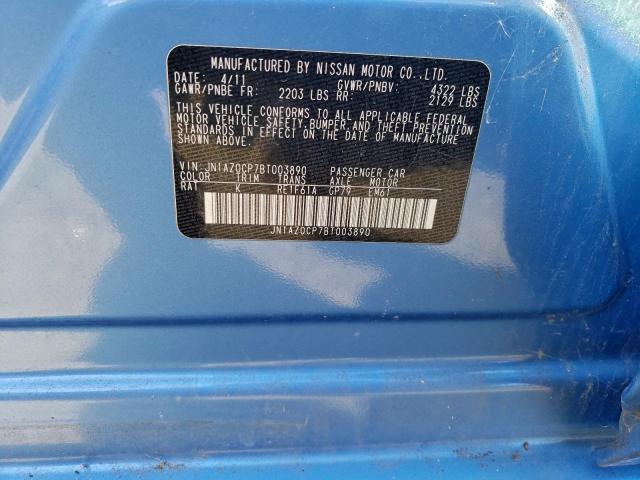 MANUFACTURED BY NISSAN MOTOR CO.,LTD.
DATE: 4/11 GVWR/PNBV: 4322 LBS
GAWR/PNBE FR: 2203 LBS RR: 2129 LBS
THIS VEHICLE CONFORMS TO ALL APPLICABLE FEDERAL
MOTOR VEHICLE SAFETY,BUMPER,AND THEFT PREVENTION
STANDARDS IN EFFECT ON THE DATE OF MANUFACTURE
SHOWN ABOVE.
VIN:JN1AZ0CP7BT003890 PASSENGER CAR
COLOR TRIM TRANS AXLE MOTOR
RAT K RE1F61A GP79 EM61
JN1AZ0CP7BT003890